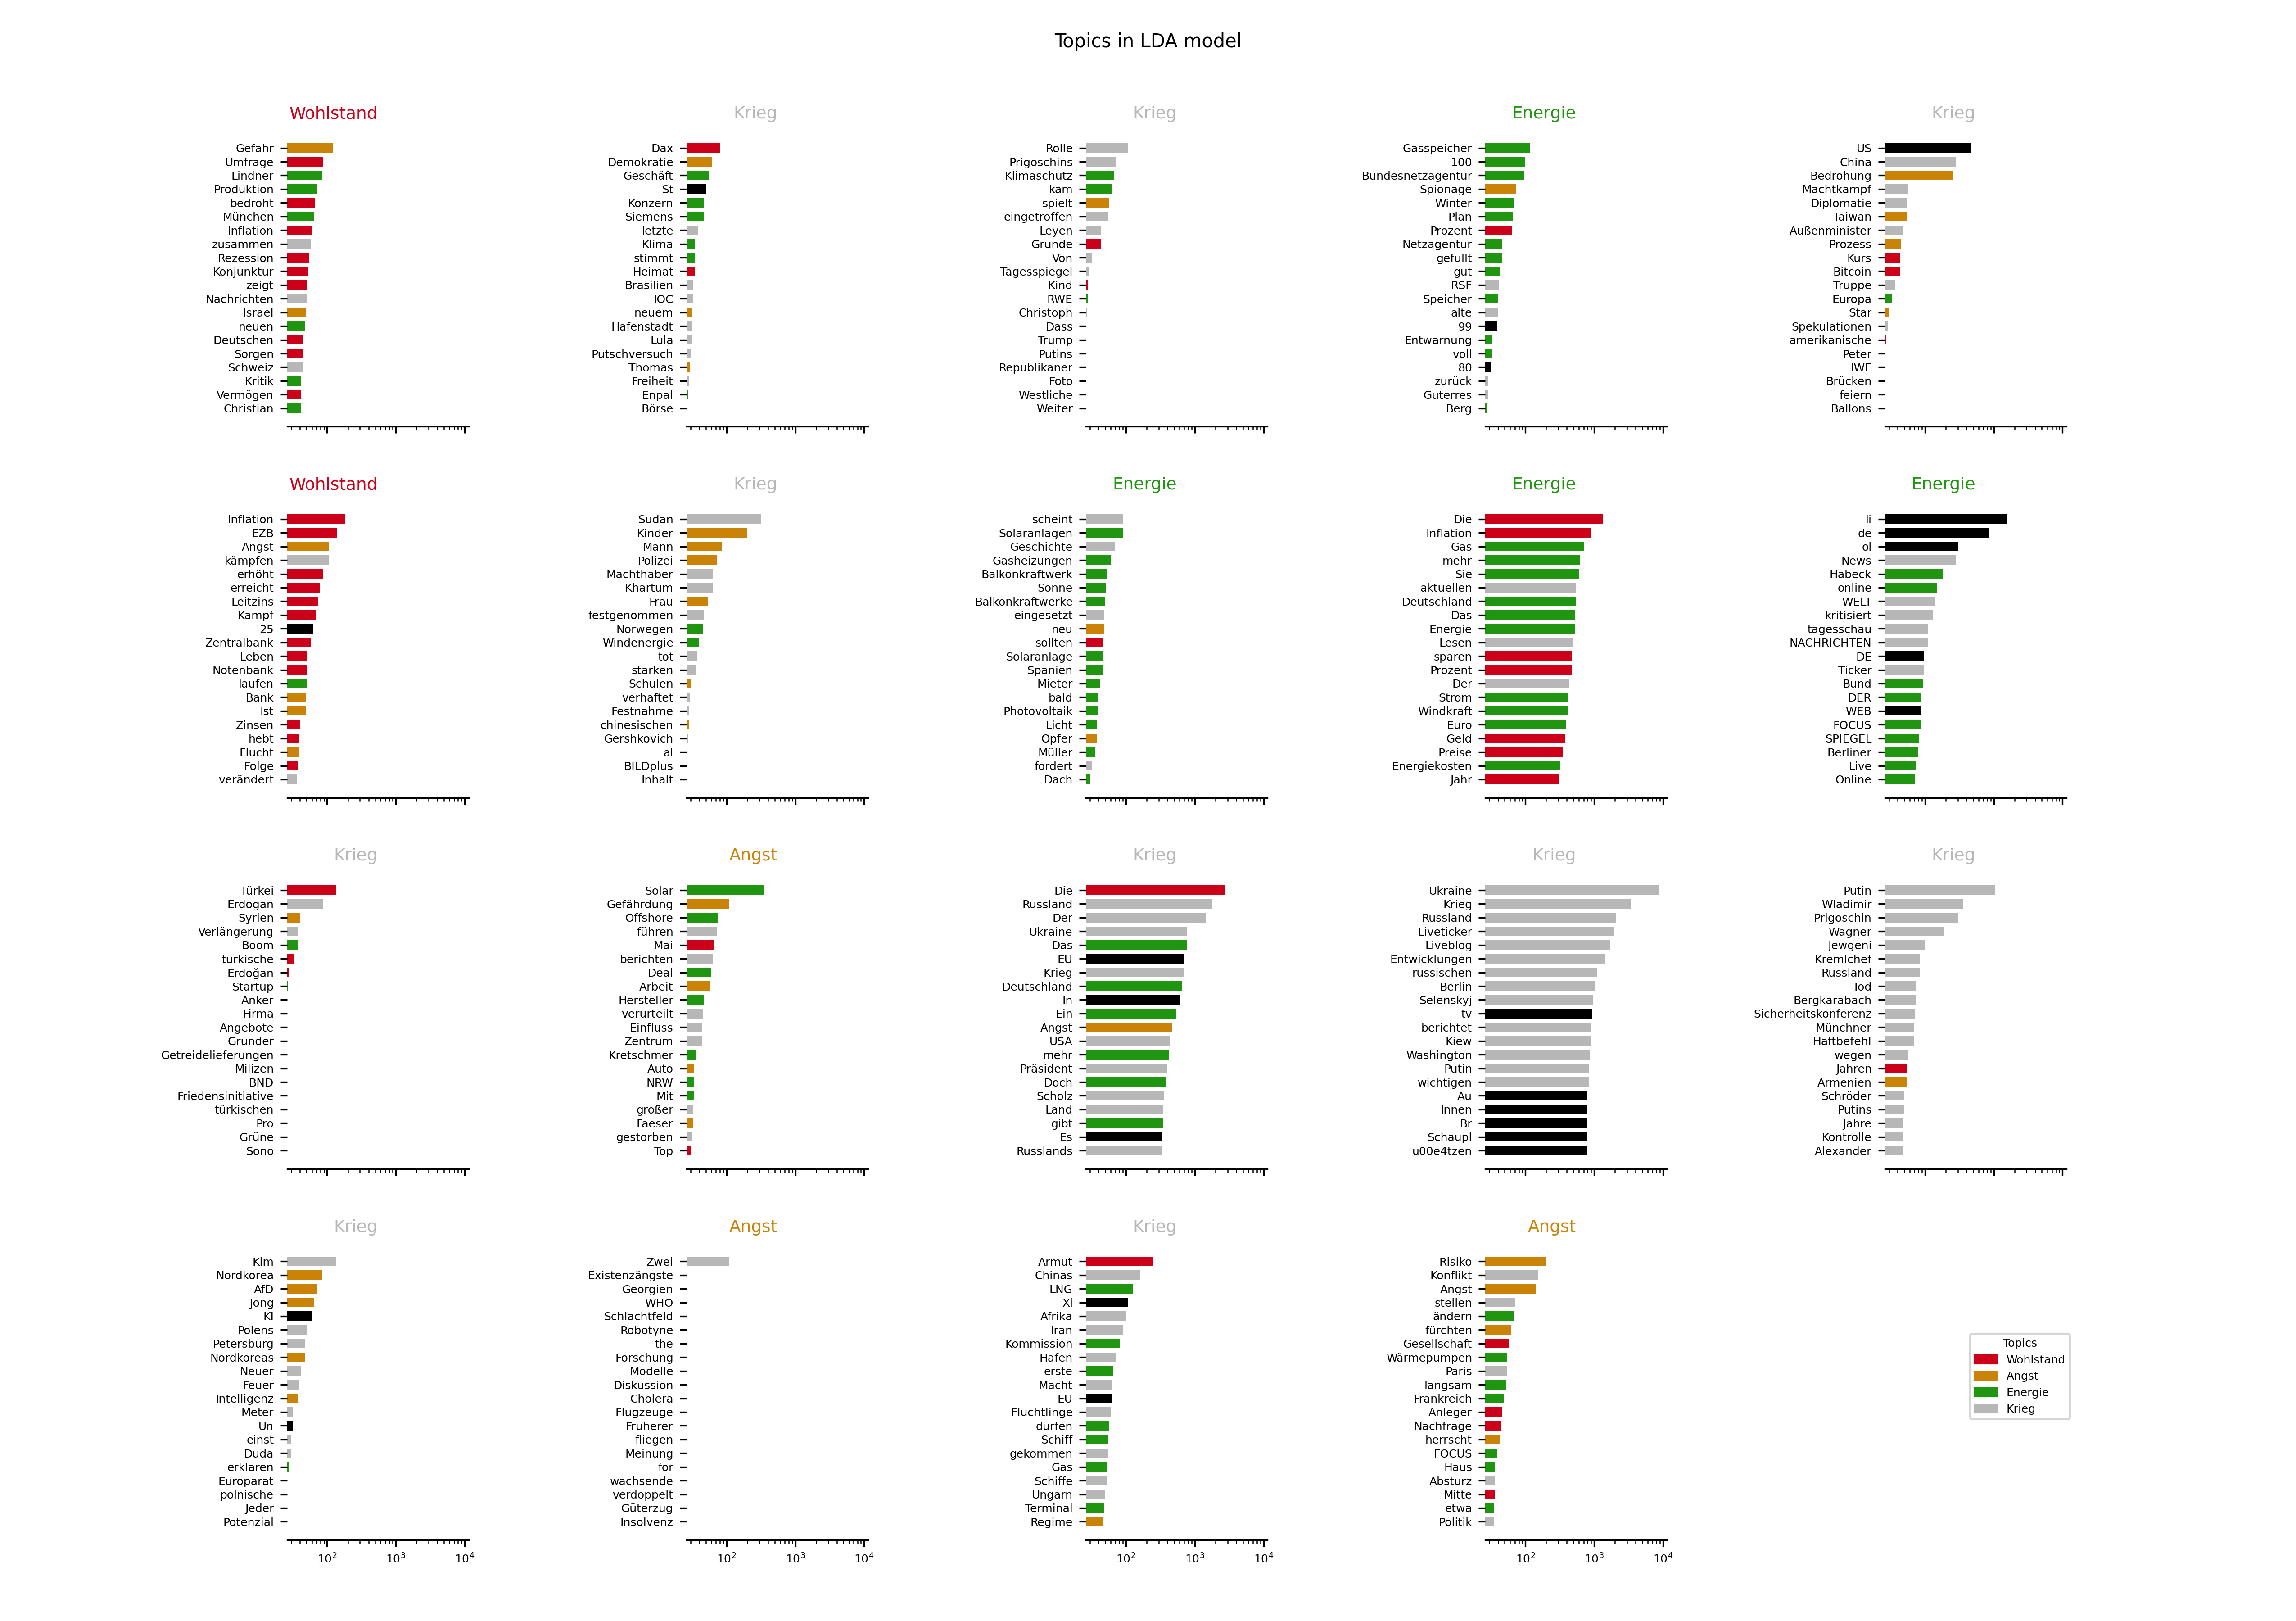 Topics in LDA model
Wohlstand
Gefahr
Umfrage
Lindner
Produktion
bedroht
München
Inflation
zusammen
Rezession
Konjunktur
zeigt
Nachrichten
Israel
neuen
Deutschen
Sorgen
Schweiz
Kritik
Vermögen
Christian
Krieg
Dax
Demokratie
Geschäft
St
Konzern
Siemens
letzte
Klima
stimmt
Heimat
Brasilien
IOC
neuem
Hafenstadt
Lula
Putschversuch
Thomas
Freiheit
Enpal
Börse
Krieg
Rolle
Prigoschins
Klimaschutz
kam
spielt
eingetroffen
Leyen
Gründe
Von
Tagesspiegel
Kind
RWE
Christoph
Dass
Trump
Putins
Republikaner
Foto
Westliche
Weiter
Energie
Gasspeicher
100
Bundesnetzagentur
Spionage
Winter
Plan
Prozent
Netzagentur
gefüllt
gut
RSF
Speicher
alte
99
Entwarnung
voll
80
zurück
Guterres
Berg
Krieg
US
China
Bedrohung
Machtkampf
Diplomatie
Taiwan
Außenminister
Prozess
Kurs
Bitcoin
Truppe
Europa
Star
Spekulationen
amerikanische
Peter
IWF
Brücken
feiern
Ballons
Wohlstand
Inflation
EZB
Angst
kämpfen
erhöht
erreicht
Leitzins
Kampf
25
Zentralbank
Leben
Notenbank
laufen
Bank
Ist
Zinsen
hebt
Flucht
Folge
verändert
Krieg
Sudan
Kinder
Mann
Polizei
Machthaber
Khartum
Frau
festgenommen
Norwegen
Windenergie
tot
stärken
Schulen
verhaftet
Festnahme
chinesischen
Gershkovich
al
BILDplus
Inhalt
Energie
scheint
Solaranlagen
Geschichte
Gasheizungen
Balkonkraftwerk
Sonne
Balkonkraftwerke
eingesetzt
neu
sollten
Solaranlage
Spanien
Mieter
bald
Photovoltaik
Licht
Opfer
Müller
fordert
Dach
Energie
Die
Inflation
Gas
mehr
Sie
aktuellen
Deutschland
Das
Energie
Lesen
sparen
Prozent
Der
Strom
Windkraft
Euro
Geld
Preise
Energiekosten
Jahr
Energie
li
de
ol
News
Habeck
online
WELT
kritisiert
tagesschau
NACHRICHTEN
DE
Ticker
Bund
DER
WEB
FOCUS
SPIEGEL
Berliner
Live
Online
Krieg
Türkei
Erdogan
Syrien
Verlängerung
Boom
türkische
Erdoğan
Startup
Anker
Firma
Angebote
Gründer
Getreidelieferungen
Milizen
BND
Friedensinitiative
türkischen
Pro
Grüne
Sono
Angst
Solar
Gefährdung
Offshore
führen
Mai
berichten
Deal
Arbeit
Hersteller
verurteilt
Einfluss
Zentrum
Kretschmer
Auto
NRW
Mit
großer
Faeser
gestorben
Top
Krieg
Die
Russland
Der
Ukraine
Das
EU
Krieg
Deutschland
In
Ein
Angst
USA
mehr
Präsident
Doch
Scholz
Land
gibt
Es
Russlands
Krieg
Ukraine
Krieg
Russland
Liveticker
Liveblog
Entwicklungen
russischen
Berlin
Selenskyj
tv
berichtet
Kiew
Washington
Putin
wichtigen
Au
Innen
Br
Schaupl
u00e4tzen
Krieg
Putin
Wladimir
Prigoschin
Wagner
Jewgeni
Kremlchef
Russland
Tod
Bergkarabach
Sicherheitskonferenz
Münchner
Haftbefehl
wegen
Jahren
Armenien
Schröder
Putins
Jahre
Kontrolle
Alexander
Krieg
Kim
Nordkorea
AfD
Jong
KI
Polens
Petersburg
Nordkoreas
Neuer
Feuer
Intelligenz
Meter
Un
einst
Duda
erklären
Europarat
polnische
Jeder
Potenzial
10² 10³ 10⁴
Angst
Zwei
Existenzängste
Georgien
WHO
Schlachtfeld
Robotyne
the
Forschung
Modelle
Diskussion
Cholera
Flugzeuge
Früherer
fliegen
Meinung
for
wachsende
verdoppelt
Güterzug
Insolvenz
10² 10³ 10⁴
Krieg
Armut
Chinas
LNG
Xi
Afrika
Iran
Kommission
Hafen
erste
Macht
EU
Flüchtlinge
dürfen
Schiff
gekommen
Gas
Schiffe
Ungarn
Terminal
Regime
10² 10³ 10⁴
Angst
Risiko
Konflikt
Angst
stellen
ändern
fürchten
Gesellschaft
Wärmepumpen
Paris
langsam
Frankreich
Anleger
Nachfrage
herrscht
FOCUS
Haus
Absturz
Mitte
etwa
Politik
10² 10³ 10⁴
Topics
Wohlstand
Angst
Energie
Krieg